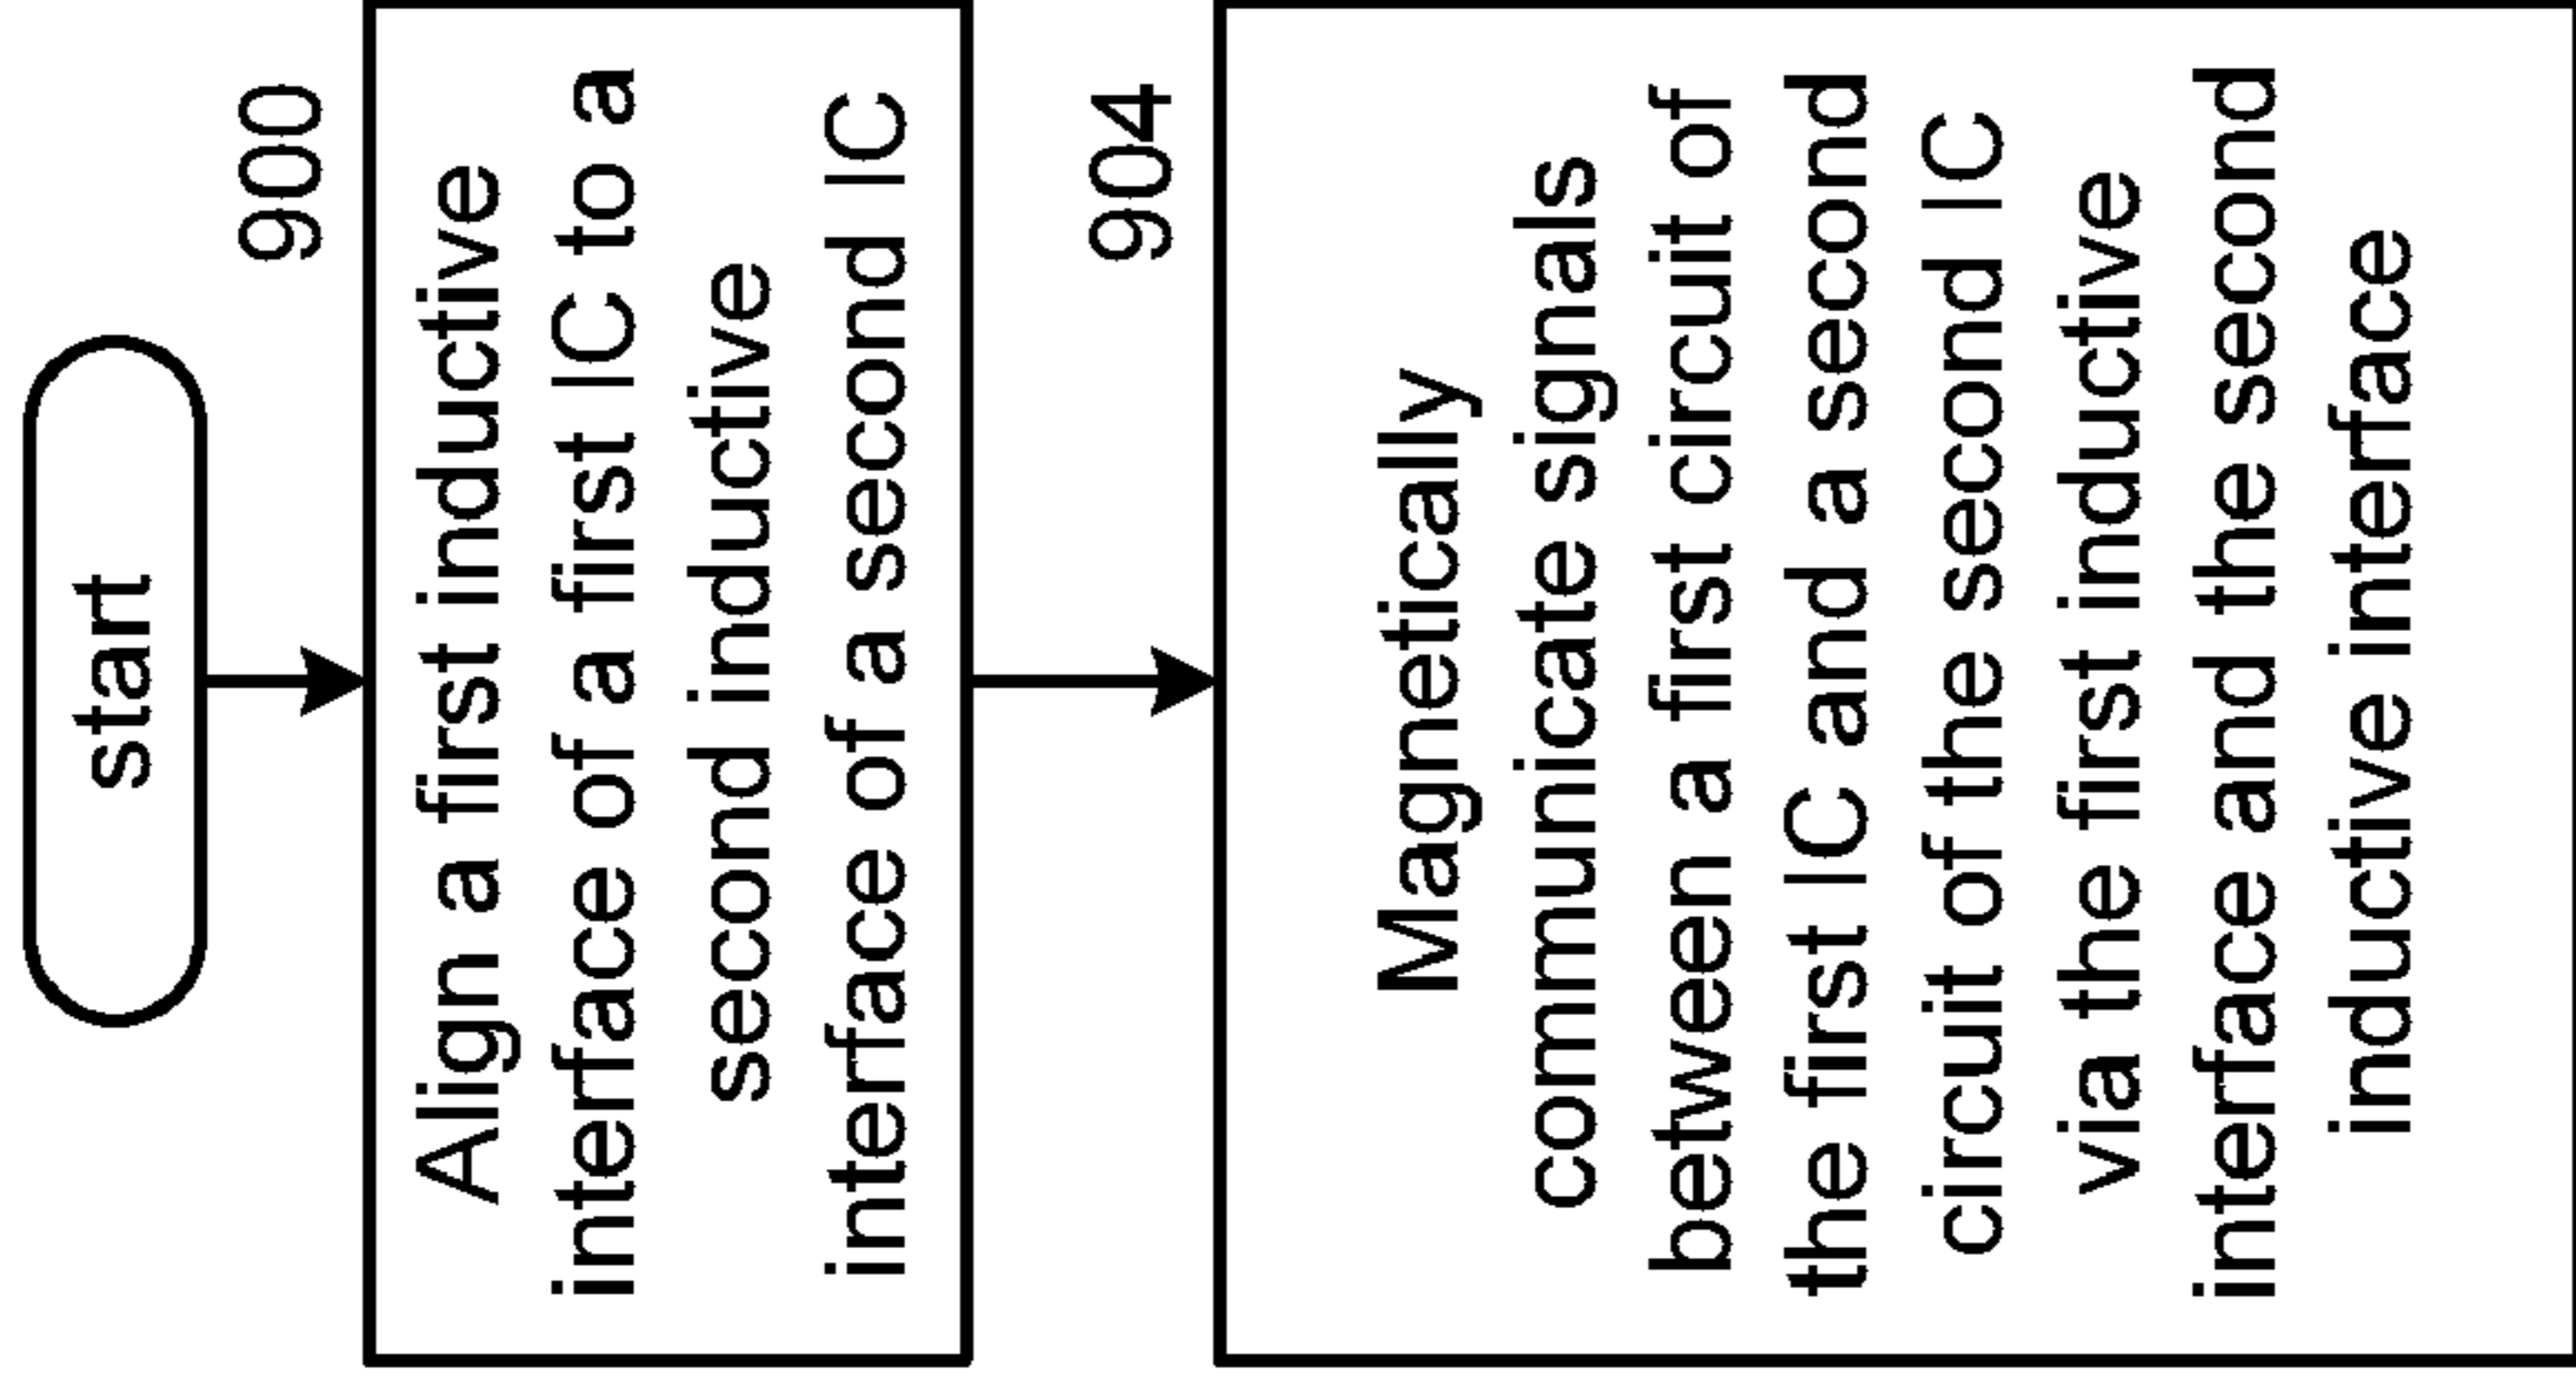 start
900
Align a first inductive
interface of a first IC to a
second inductive
interface of a second IC
904
Magnetically
communicate signals
between a first circuit of
the first IC and a second
circuit of the second IC
via the first inductive
interface and the second
inductive interface